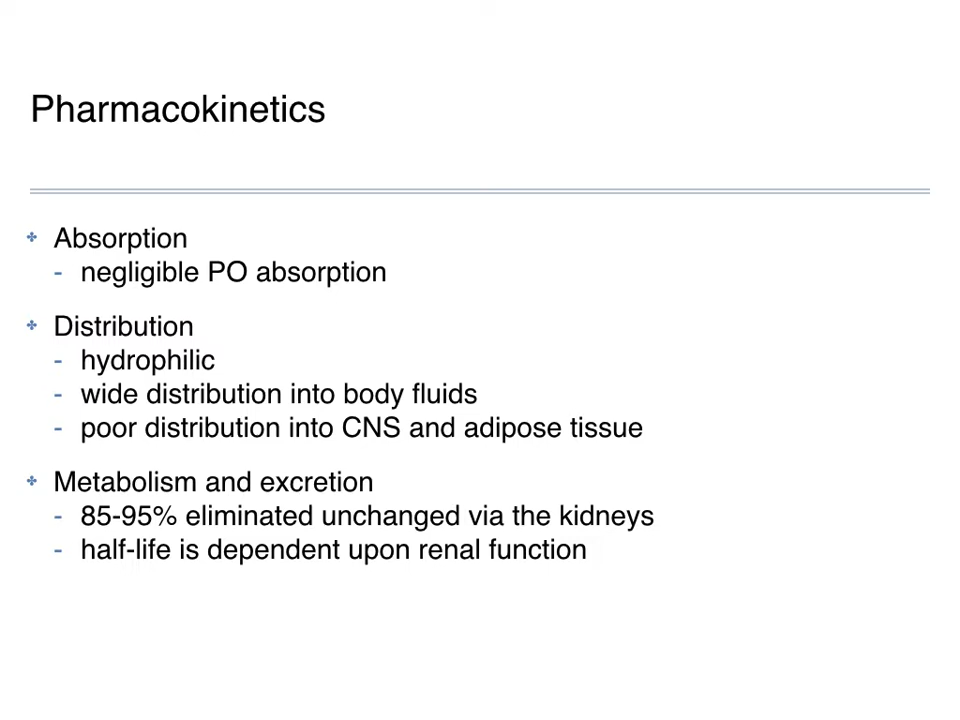 Pharmacokinetics
✤ Absorption
- negligible PO absorption
✤ Distribution
- hydrophilic
- wide distribution into body fluids
- poor distribution into CNS and adipose tissue
✤ Metabolism and excretion
- 85-95% eliminated unchanged via the kidneys
- half-life is dependent upon renal function